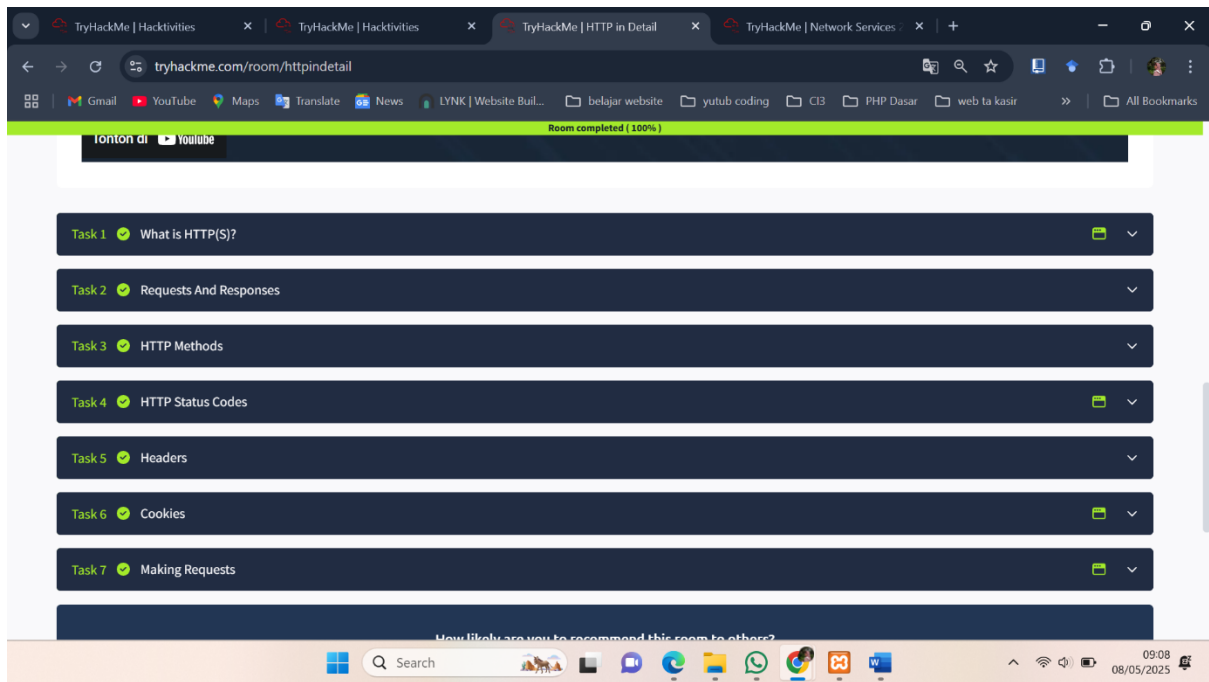 TryHackMe | Hacktivities
TryHackMe | Hacktivities
TryHackMe | HTTP in Detail
TryHackMe | Network Services
tryhackme.com/room/httpindetail
Gmail
YouTube
Maps
Translate
News
LYNK | Website Buil...
belajar website
yutub coding
CI3
PHP Dasar
web ta kasir
All Bookmarks
Room completed ( 100% )
Tonton di YouTube
Task 1 What is HTTP(S)?
Task 2 Requests And Responses
Task 3 HTTP Methods
Task 4 HTTP Status Codes
Task 5 Headers
Task 6 Cookies
Task 7 Making Requests
How likely are you to recommend this room to others?
Search
09:08
08/05/2025